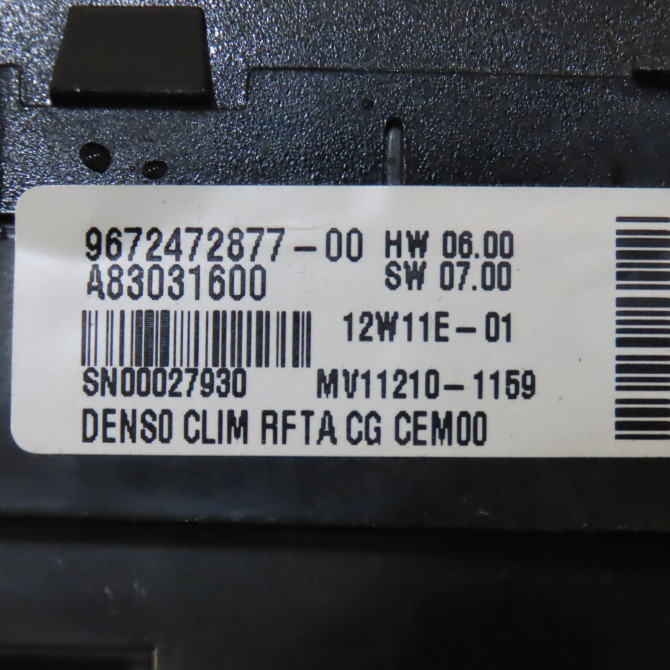 9672472877-00 HW 06.00
A83031600 SW 07.00
12W11E-01
SN00027930 MV11210-1159
DENSO CLIM RFTA CG CEM00